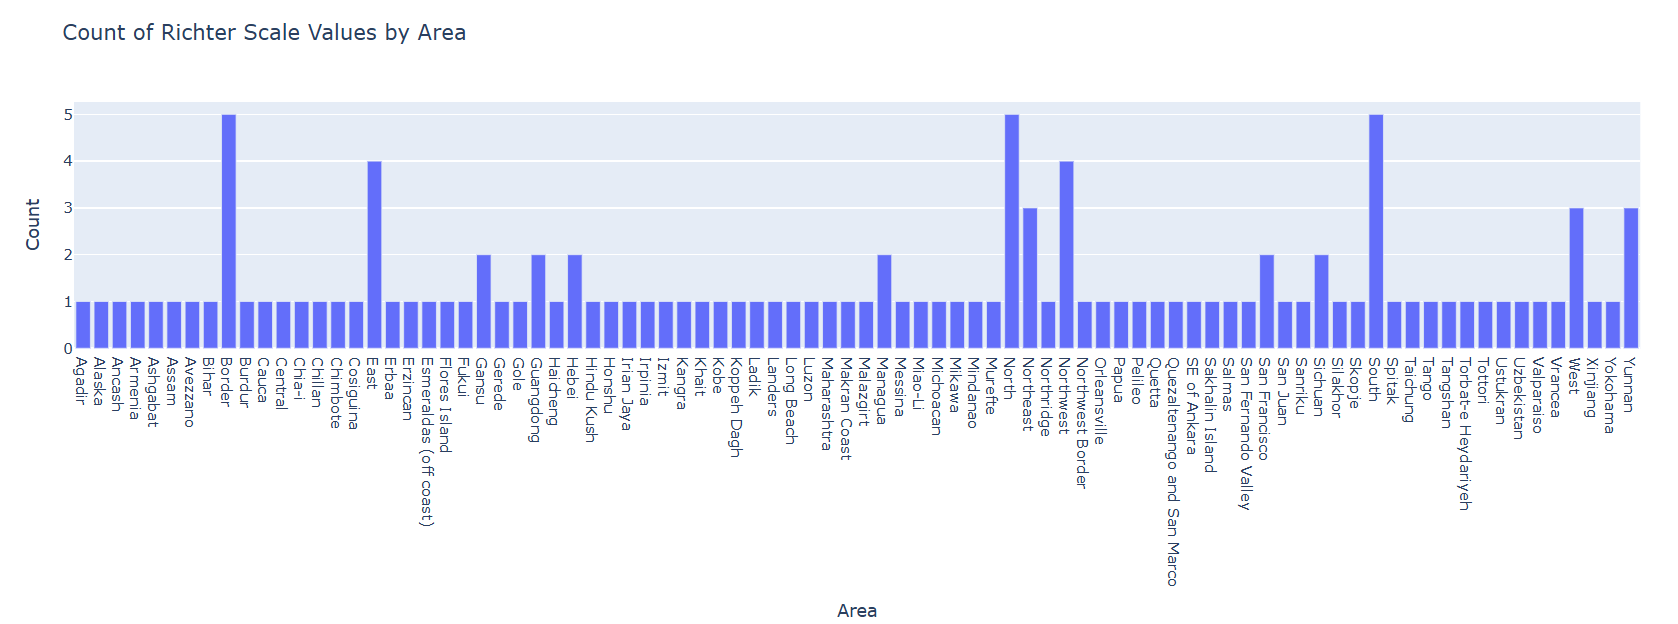 Count of Richter Scale Values by Area
Count
5
4
3
2
1
0
Agadir
Alaska
Ancash
Armenia
Ashgabat
Assam
Avezzano
Bihar
Border
Burdur
Cauca
Central
Chia-i
Chillan
Chimbote
Cosiguina
East
Erbaa
Erzincan
Esmeraldas (off coast)
Flores Island
Fukui
Gansu
Gerede
Gole
Guangdong
Haicheng
Hebei
Hindu Kush
Honshu
Irian Jaya
Irpinia
Izmit
Kangra
Khait
Kobe
Koppeh Dagh
Ladik
Landers
Long Beach
Luzon
Maharashtra
Makran Coast
Malazgirt
Managua
Messina
Miao-Li
Michoacan
Mikawa
Mindanao
Murefte
North
Northeast
Northridge
Northwest
Northwest Border
Orleansville
Papua
Pelileo
Quetta
Quezaltenango and San Marco
SE of Ankara
Sakhalin Island
Salmas
San Fernando Valley
San Francisco
San Juan
Sanriku
Sichuan
Silakhor
Skopje
South
Spitak
Taichung
Tango
Tangshan
Torbat-e Heydariyeh
Tottori
Ustukran
Uzbekistan
Valparaiso
Vrancea
West
Xinjiang
Yokohama
Yunnan
Area